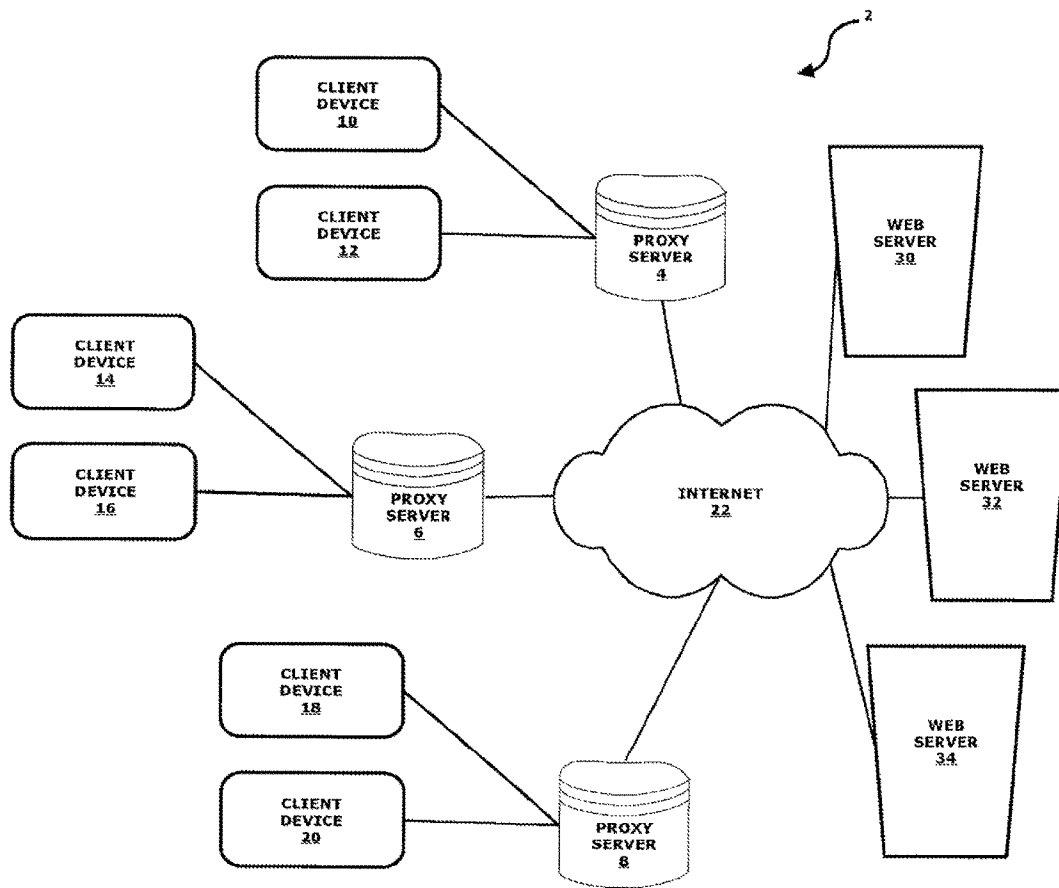 2
CLIENT
DEVICE
10
CLIENT
DEVICE
12
PROXY
SERVER
4
WEB
SERVER
30
CLIENT
DEVICE
14
CLIENT
DEVICE
16
PROXY
SERVER
6
INTERNET
22
WEB
SERVER
32
CLIENT
DEVICE
18
CLIENT
DEVICE
20
PROXY
SERVER
8
WEB
SERVER
34